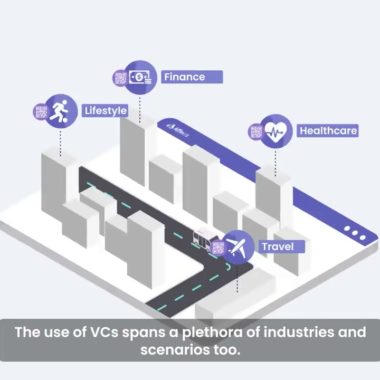 Finance
Lifestyle
Healthcare
Travel
The use of VCs spans a plethora of industries and
scenarios too.